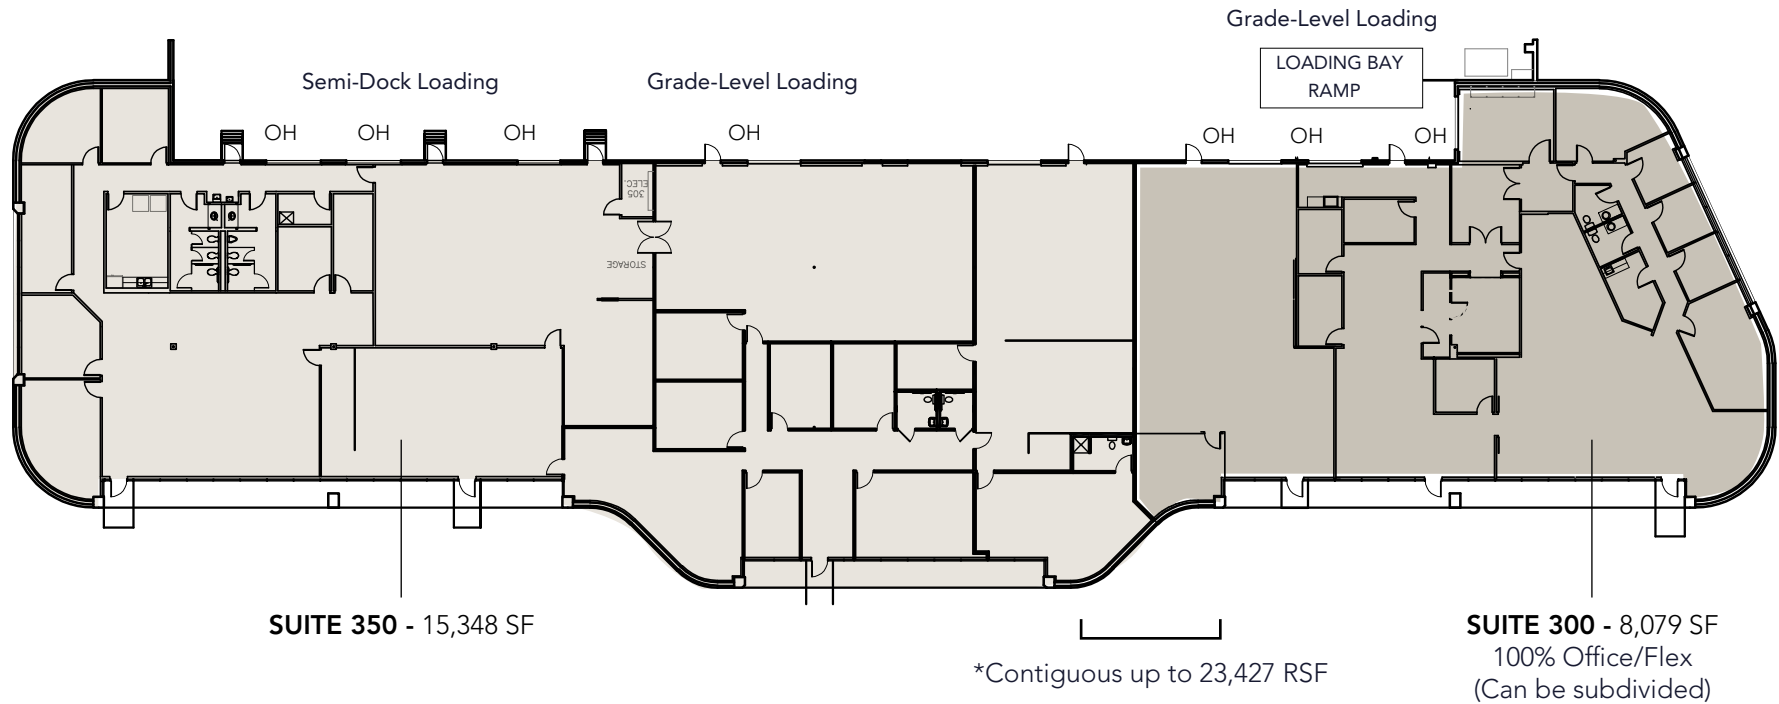 Grade-Level Loading
LOADING BAY
RAMP
Semi-Dock Loading
Grade-Level Loading
OH
OH
OH
OH
OH
OH
OH
305
ELEC.
STORAGE
SUITE 350 - 15,348 SF
SUITE 300 - 8,079 SF
100% Office/Flex
(Can be subdivided)
*Contiguous up to 23,427 RSF